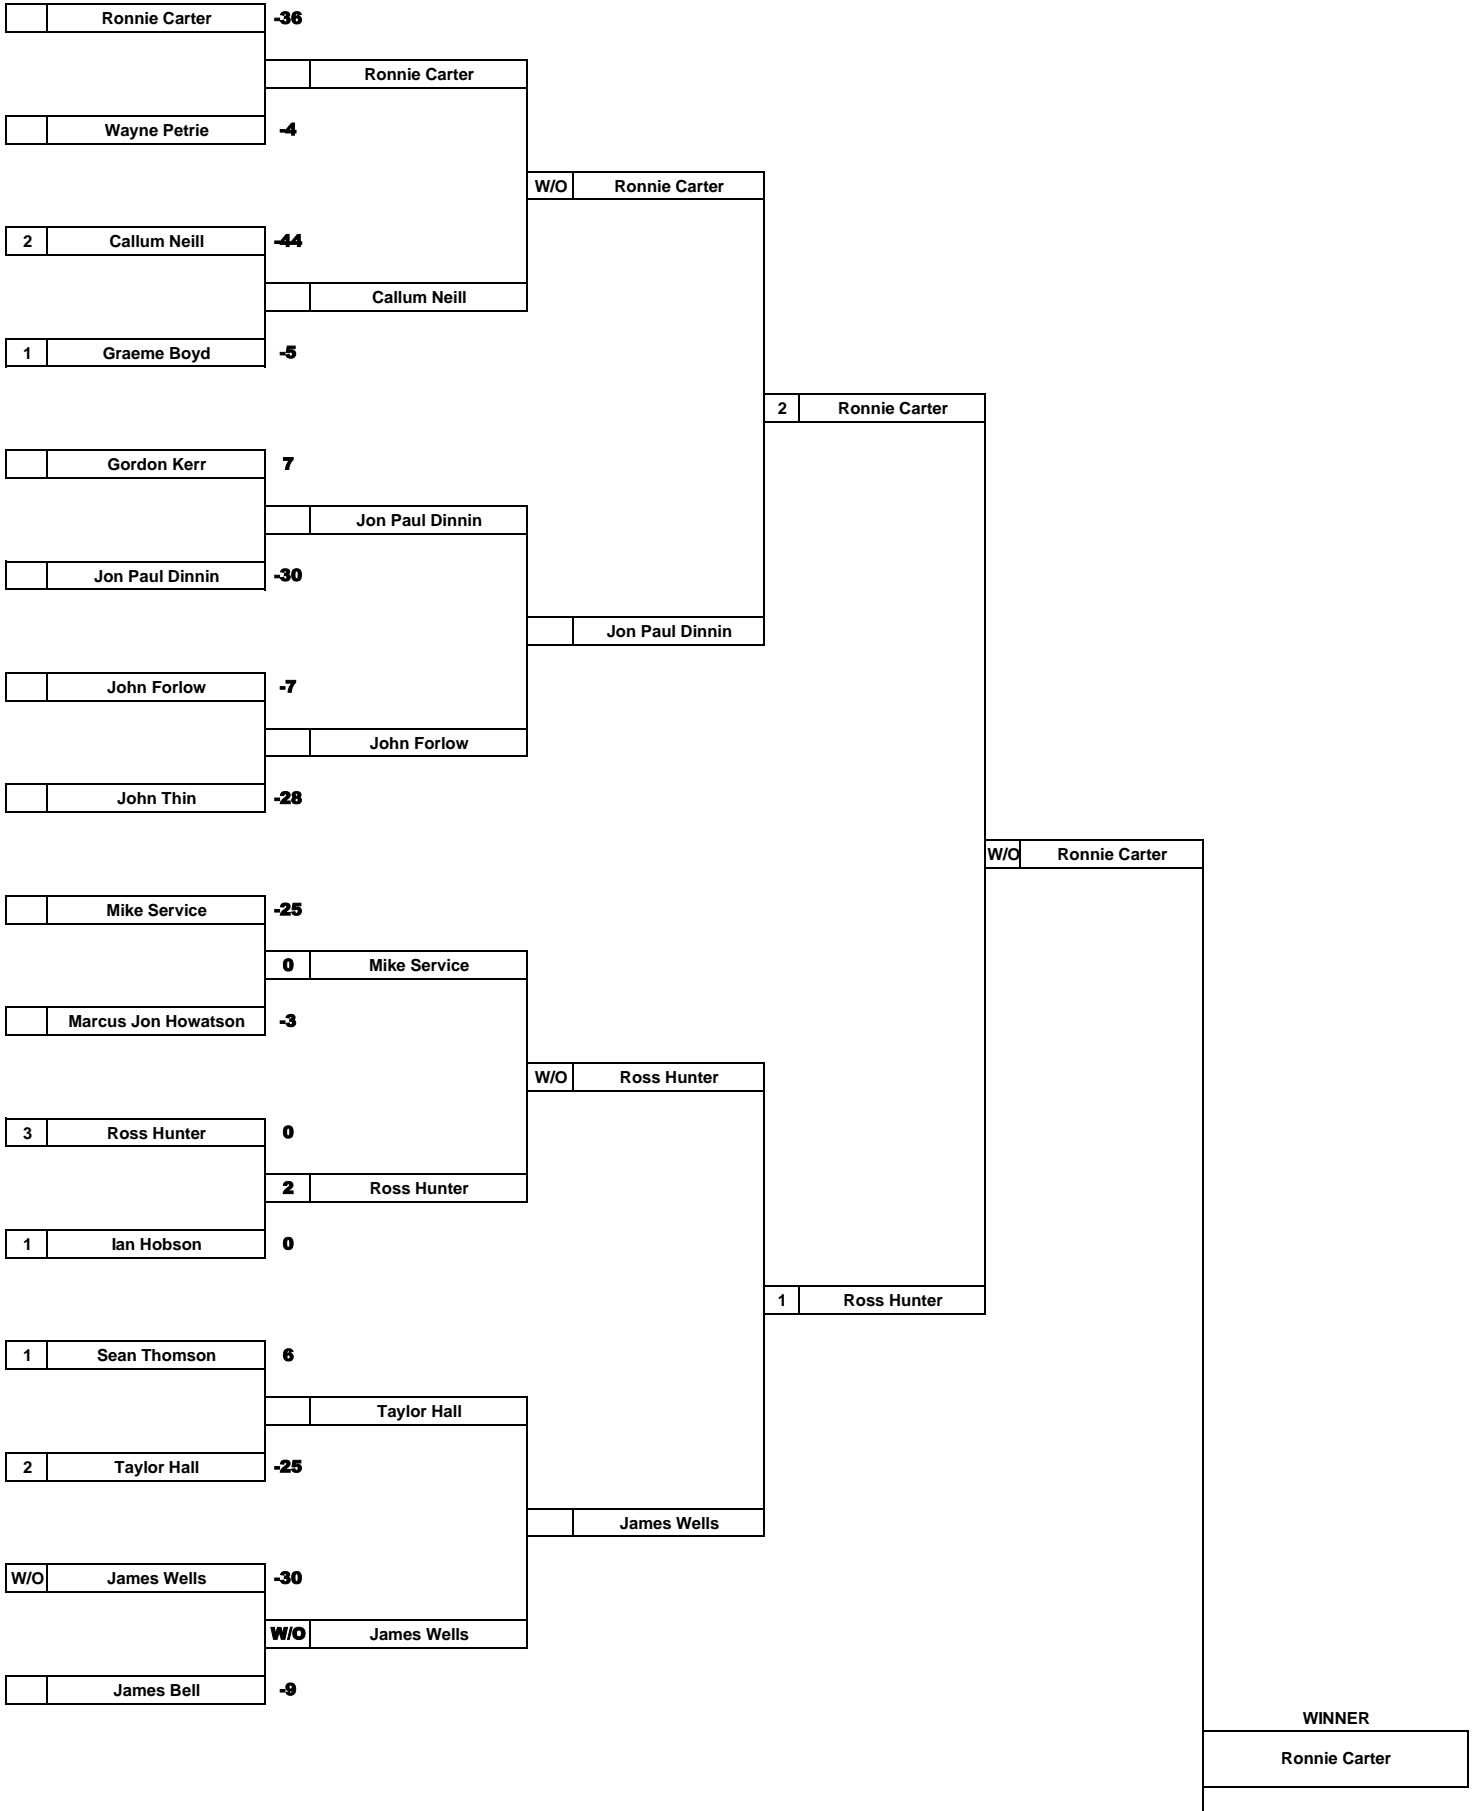 Ronnie Carter -36
Ronnie Carter
Wayne Petrie -4
W/O Ronnie Carter
2 Callum Neill -44
Callum Neill
1 Graeme Boyd -5
2 Ronnie Carter
Gordon Kerr 7
Jon Paul Dinnin
Jon Paul Dinnin -30
Jon Paul Dinnin
John Forlow -7
John Forlow
John Thin -28
W/O Ronnie Carter
Mike Service -25
0 Mike Service
Marcus Jon Howatson -3
W/O Ross Hunter
3 Ross Hunter 0
2 Ross Hunter
1 Ian Hobson 0
1 Ross Hunter
1 Sean Thomson 6
Taylor Hall
2 Taylor Hall -25
James Wells
W/O James Wells -30
W/O James Wells
James Bell -9
WINNER
Ronnie Carter